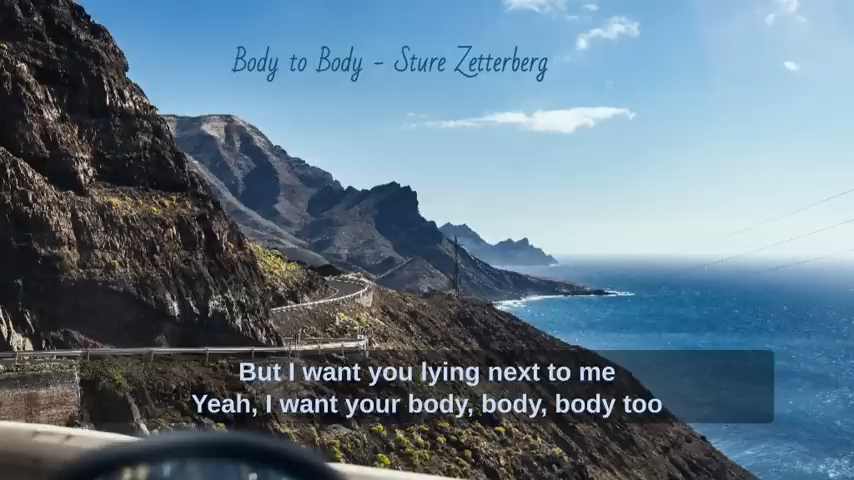 Body to Body - Sture Zetterberg
But I want you lying next to me
Yeah, I want your body, body, body too